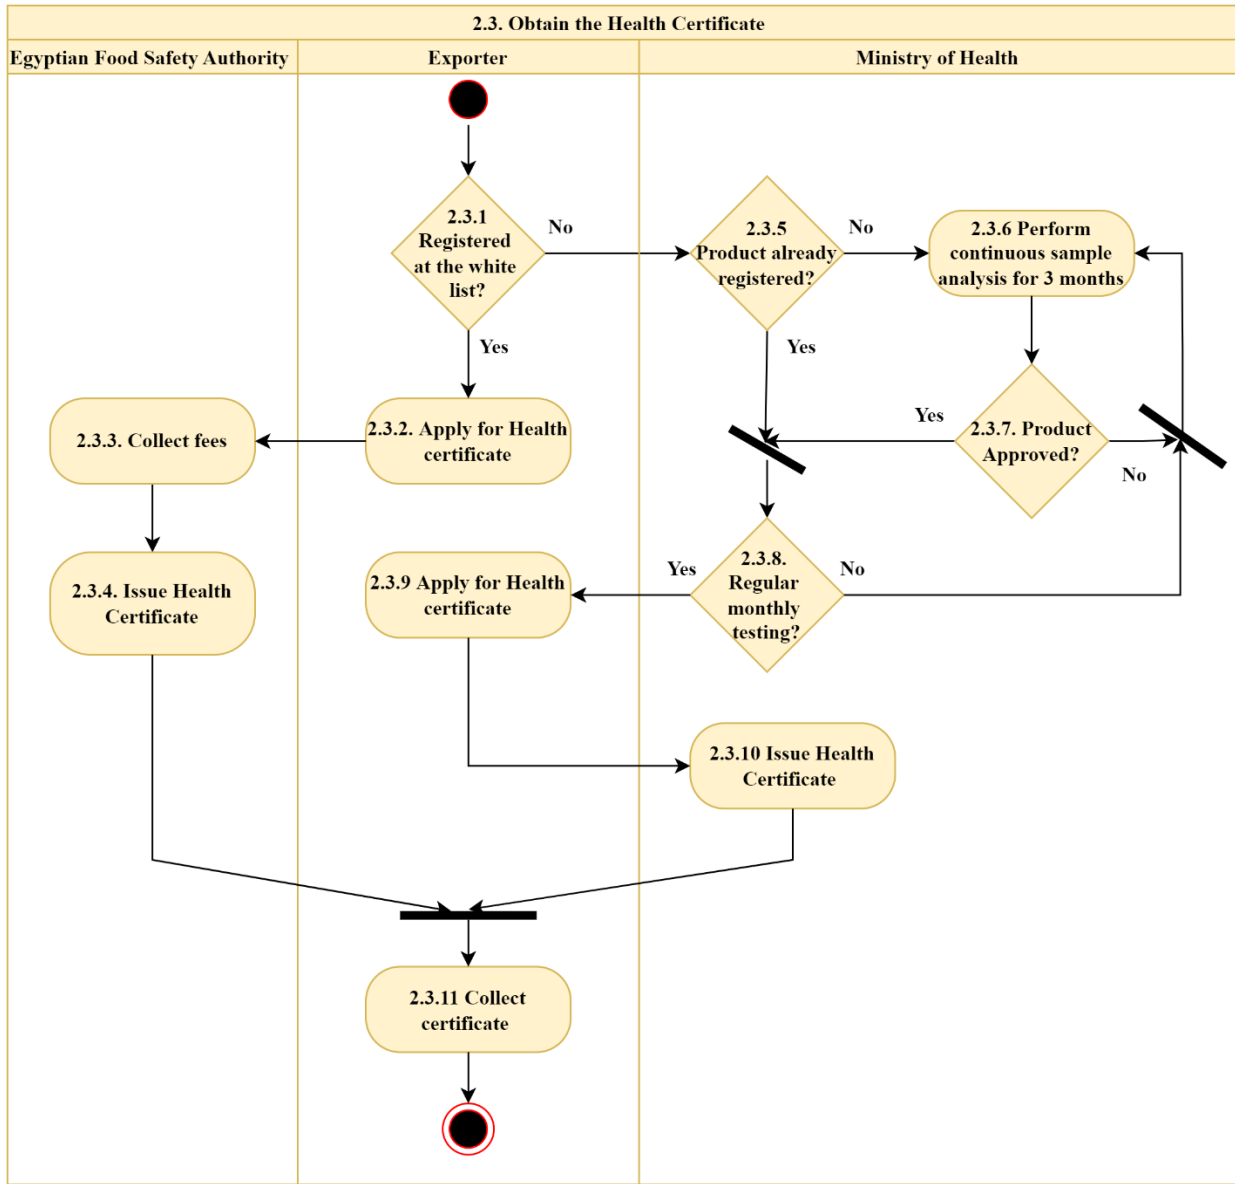 2.3. Obtain the Health Certificate
Egyptian Food Safety Authority
Exporter
Ministry of Health
2.3.1
Registered
at the white
list?
No
Yes
2.3.5
Product already
registered?
No
Yes
2.3.6 Perform
continuous sample
analysis for 3 months
2.3.3. Collect fees
2.3.2. Apply for Health
certificate
Yes
2.3.7. Product
Approved?
No
2.3.4. Issue Health
Certificate
2.3.9 Apply for Health
certificate
Yes
2.3.8.
Regular
monthly
testing?
No
2.3.10 Issue Health
Certificate
2.3.11 Collect
certificate